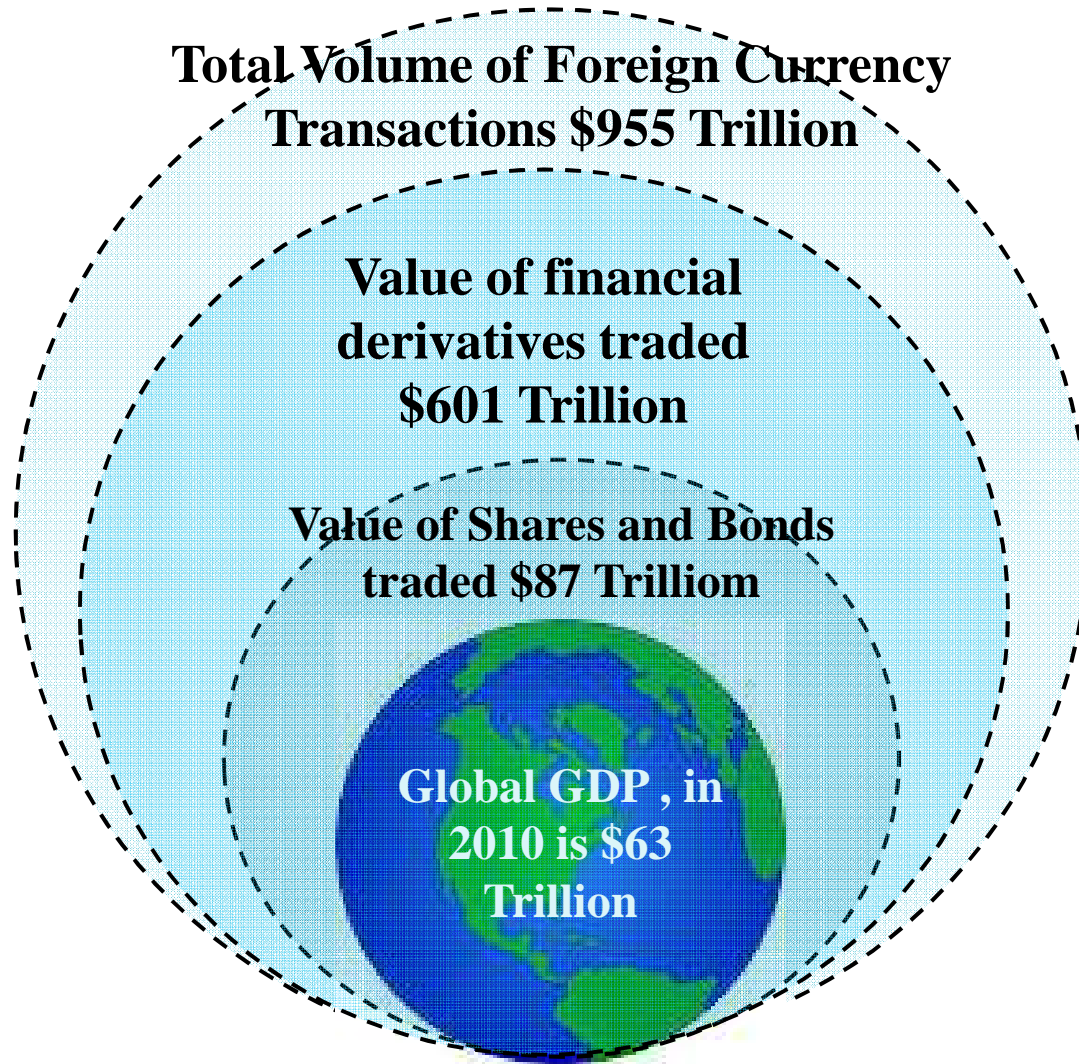 Total Volume of Foreign Currency
Transactions $955 Trillion
Value of financial
derivatives traded
$601 Trillion
Value of Shares and Bonds
traded $87 Trilliom
Global GDP , in
2010 is $63
Trillion